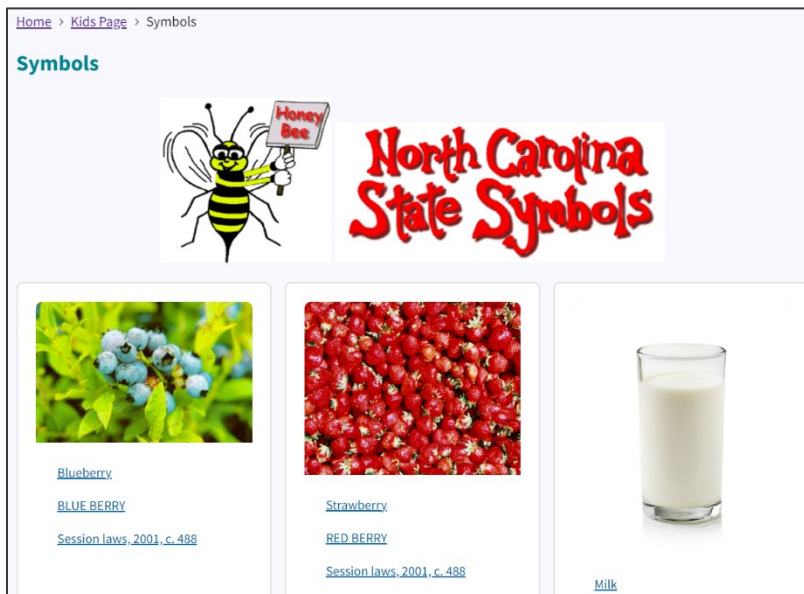 Home > Kids Page > Symbols
Symbols
Honey
Bee
North Carolina
State Symbols
Blueberry
BLUE BERRY
Session laws, 2001, c. 488
Strawberry
RED BERRY
Session laws, 2001, c. 488
Milk